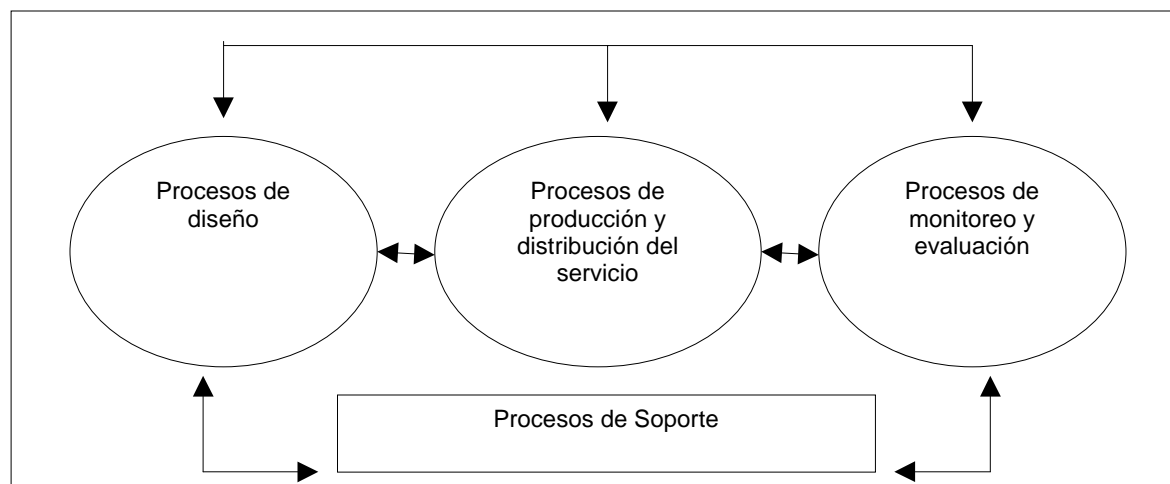 Procesos de
diseño
Procesos de
producción y
distribución del
servicio
Procesos de
monitoreo y
evaluación
Procesos de Soporte